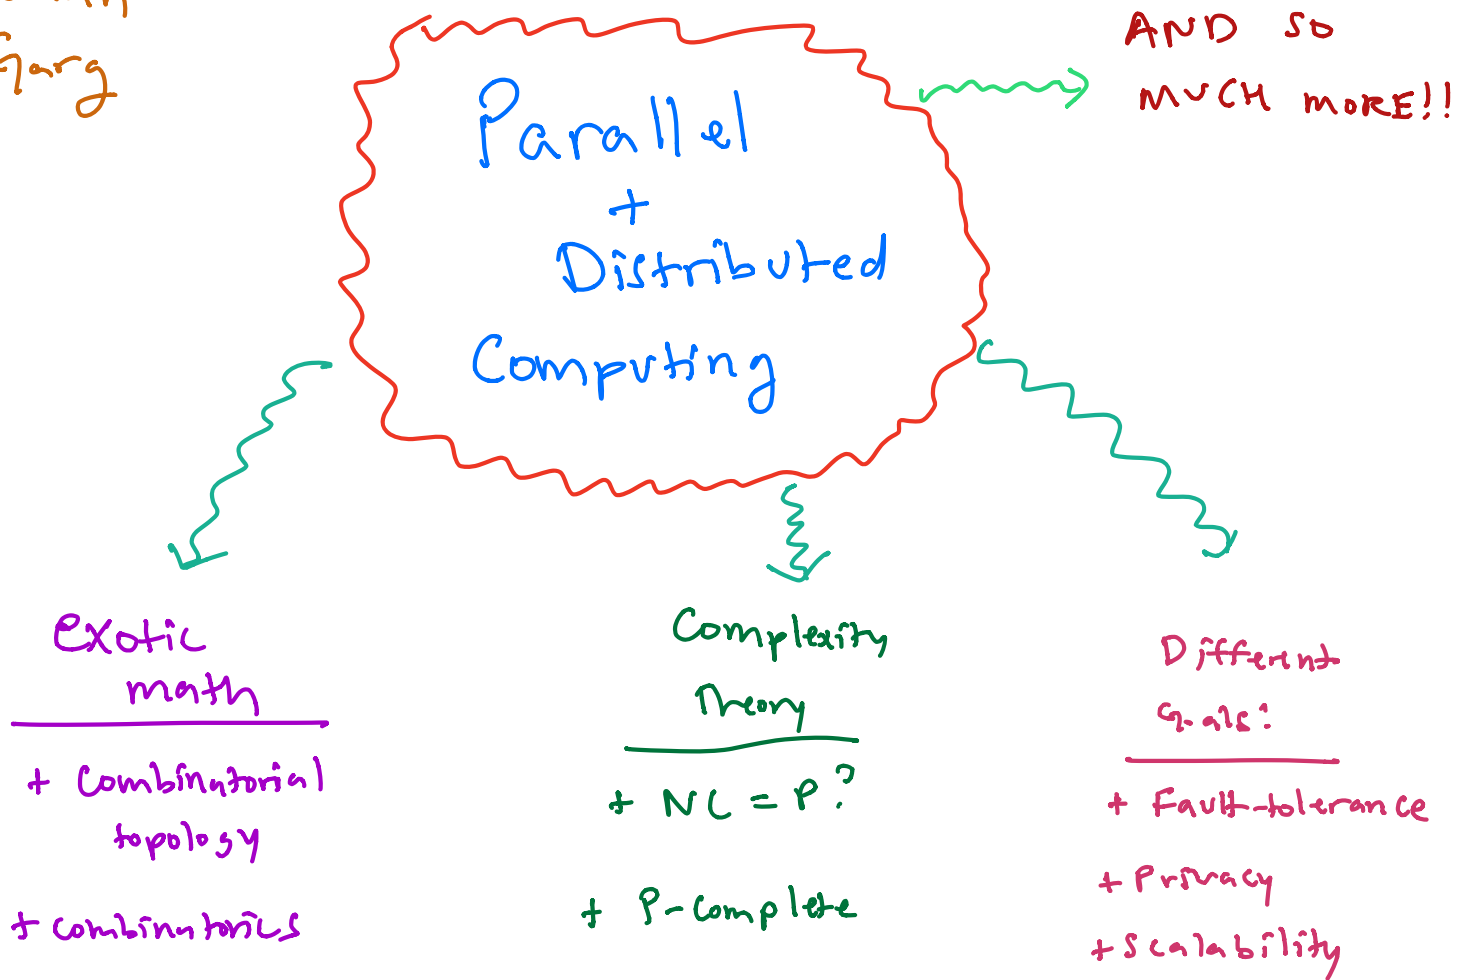 Garg
AND SO
MUCH MORE!!
Parallel
+
Distributed
Computing
Exotic
math
+ Combinatorial
topology
+ combinatorics
Complexity
Theory
+ NC = P?
+ P-complete
Different
Goals:
+ Fault-tolerance
+ Privacy
+ Scalability